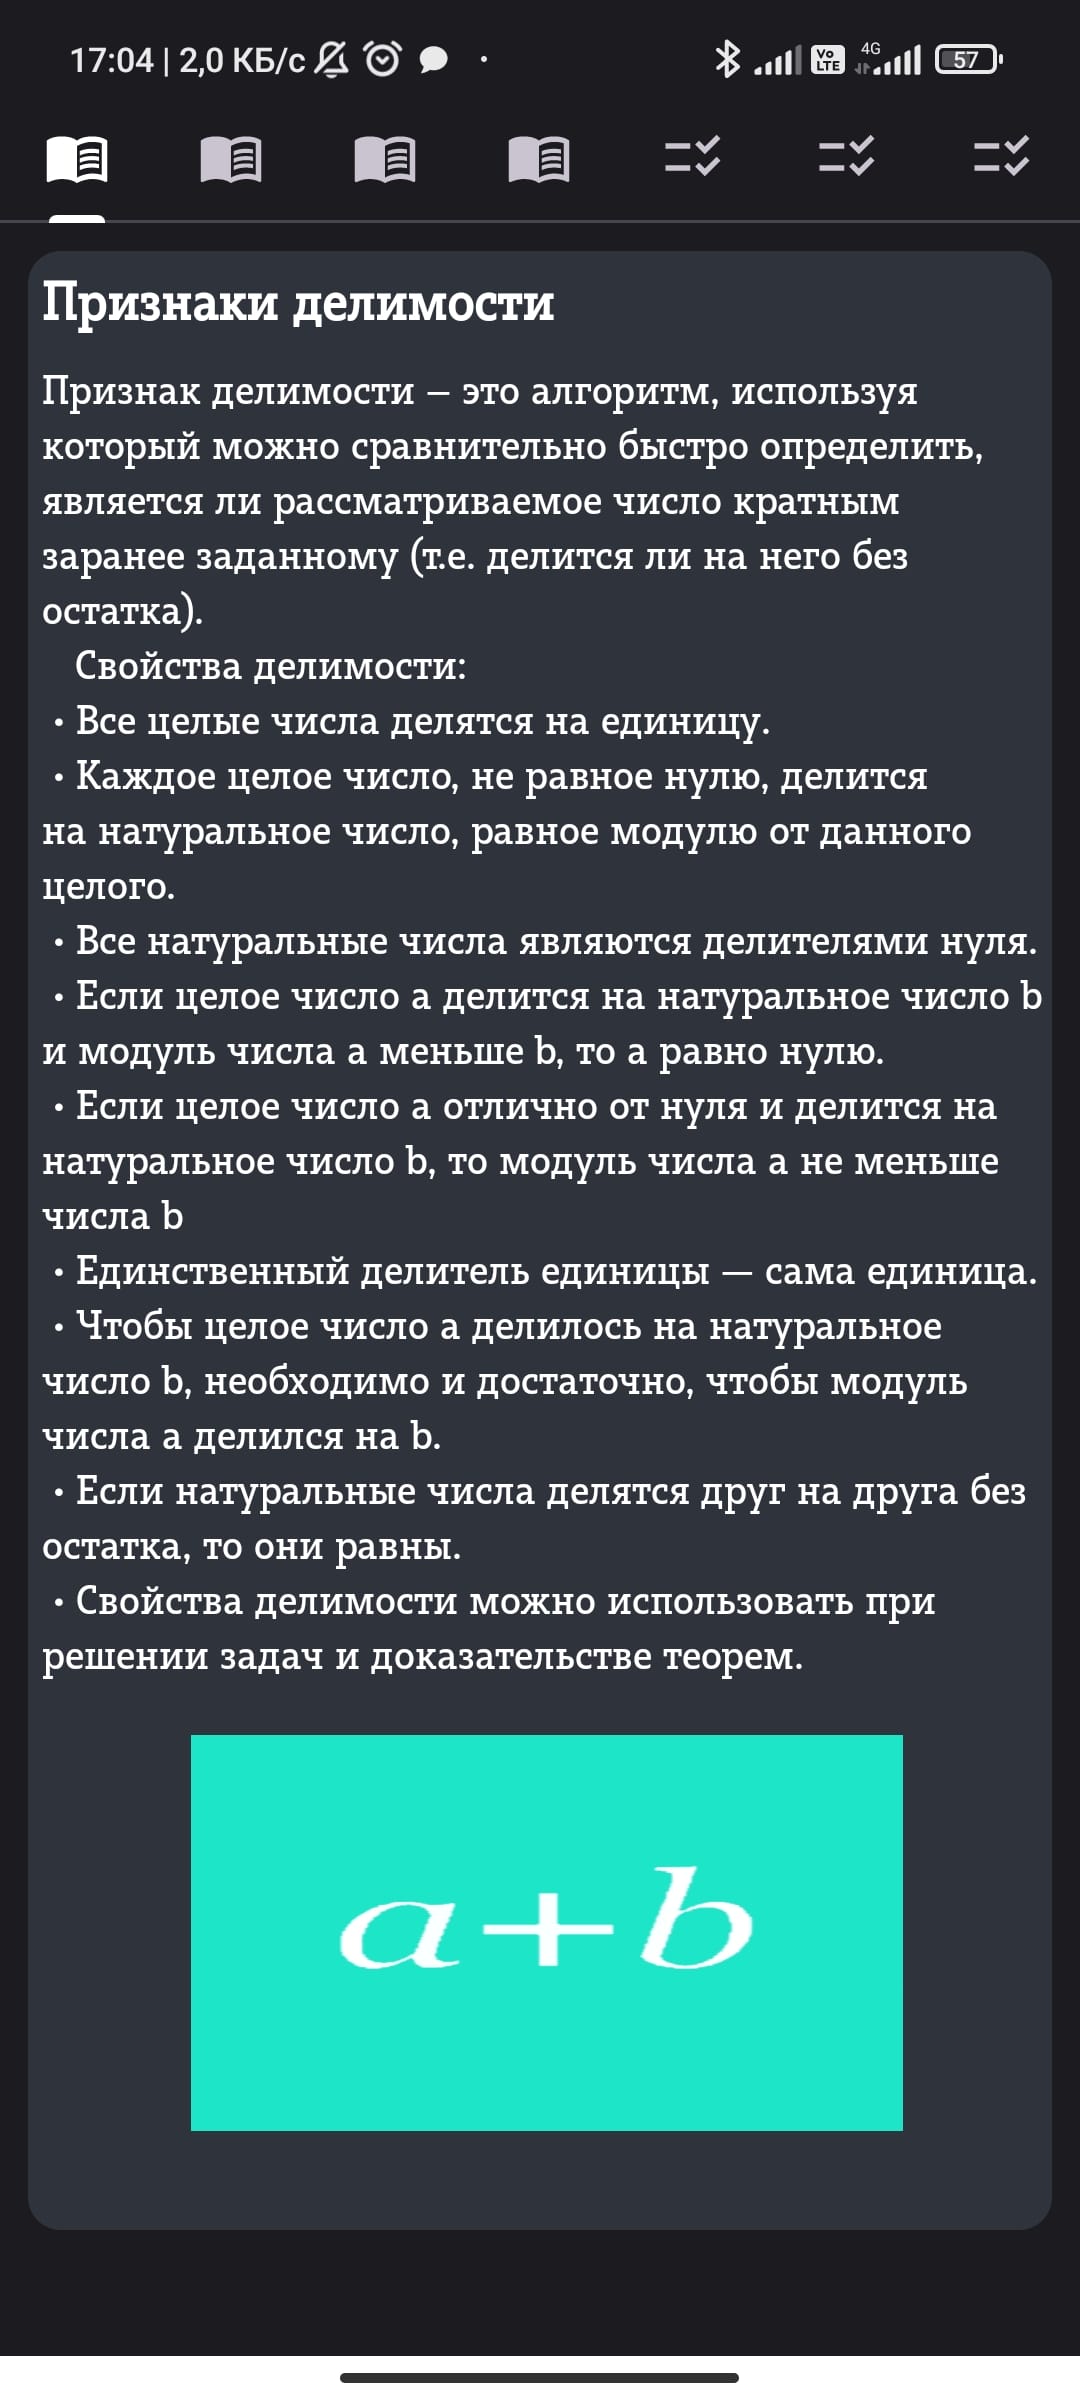 17:04 | 2,0 КБ/с
Vo LTE
4G
57
Признаки делимости
Признак делимости – это алгоритм, используя
который можно сравнительно быстро определить,
является ли рассматриваемое число кратным
заранее заданному (т.е. делится ли на него без
остатка).
Свойства делимости:
• Все целые числа делятся на единицу.
• Каждое целое число, не равное нулю, делится
на натуральное число, равное модулю от данного
целого.
• Все натуральные числа являются делителями нуля.
• Если целое число a делится на натуральное число b
и модуль числа a меньше b, то a равно нулю.
• Если целое число a отлично от нуля и делится на
натуральное число b, то модуль числа a не меньше
числа b
• Единственный делитель единицы — сама единица.
• Чтобы целое число a делилось на натуральное
число b, необходимо и достаточно, чтобы модуль
числа a делился на b.
• Если натуральные числа делятся друг на друга без
остатка, то они равны.
• Свойства делимости можно использовать при
решении задач и доказательстве теорем.
a+b